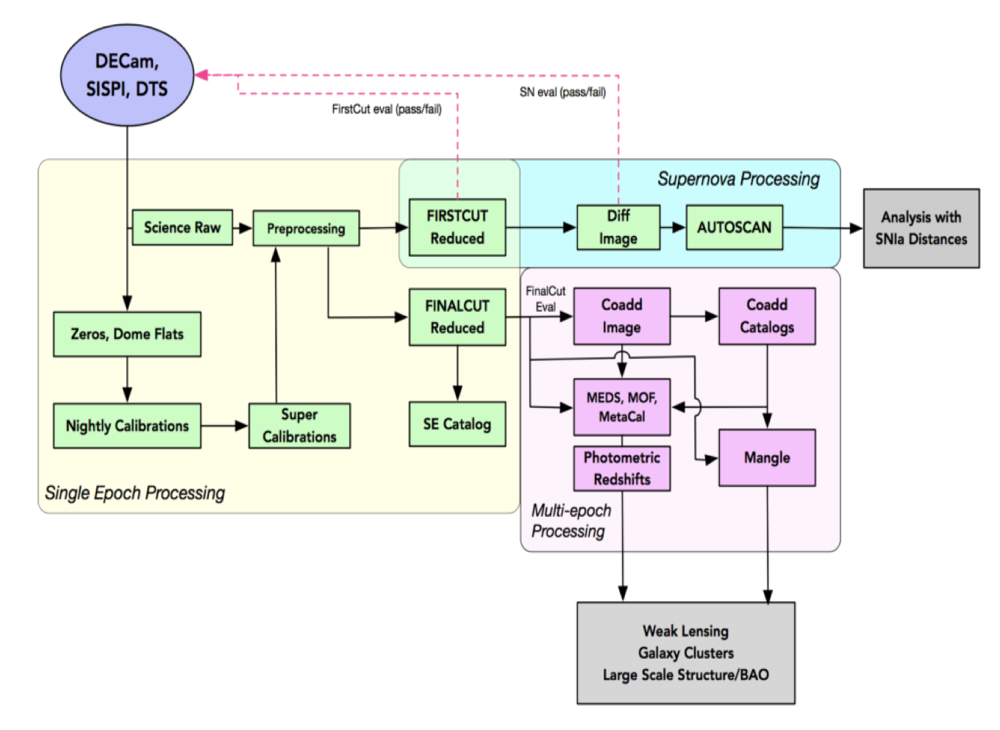 DECam,
SISPI, DTS
SN eval (pass/fail)
FirstCut eval (pass/fail)
Supernova Processing
Science Raw
Preprocessing
FIRSTCUT
Reduced
Diff
Image
AUTOSCAN
Analysis with
SNIa Distances
FINALCUT
Reduced
FinalCut
Eval
Coadd
Image
Coadd
Catalogs
Zeros, Dome Flats
Nightly Calibrations
Super
Calibrations
SE Catalog
MEDS, MOF,
MetaCal
Photometric
Redshifts
Mangle
Single Epoch Processing
Multi-epoch
Processing
Weak Lensing
Galaxy Clusters
Large Scale Structure/BAO